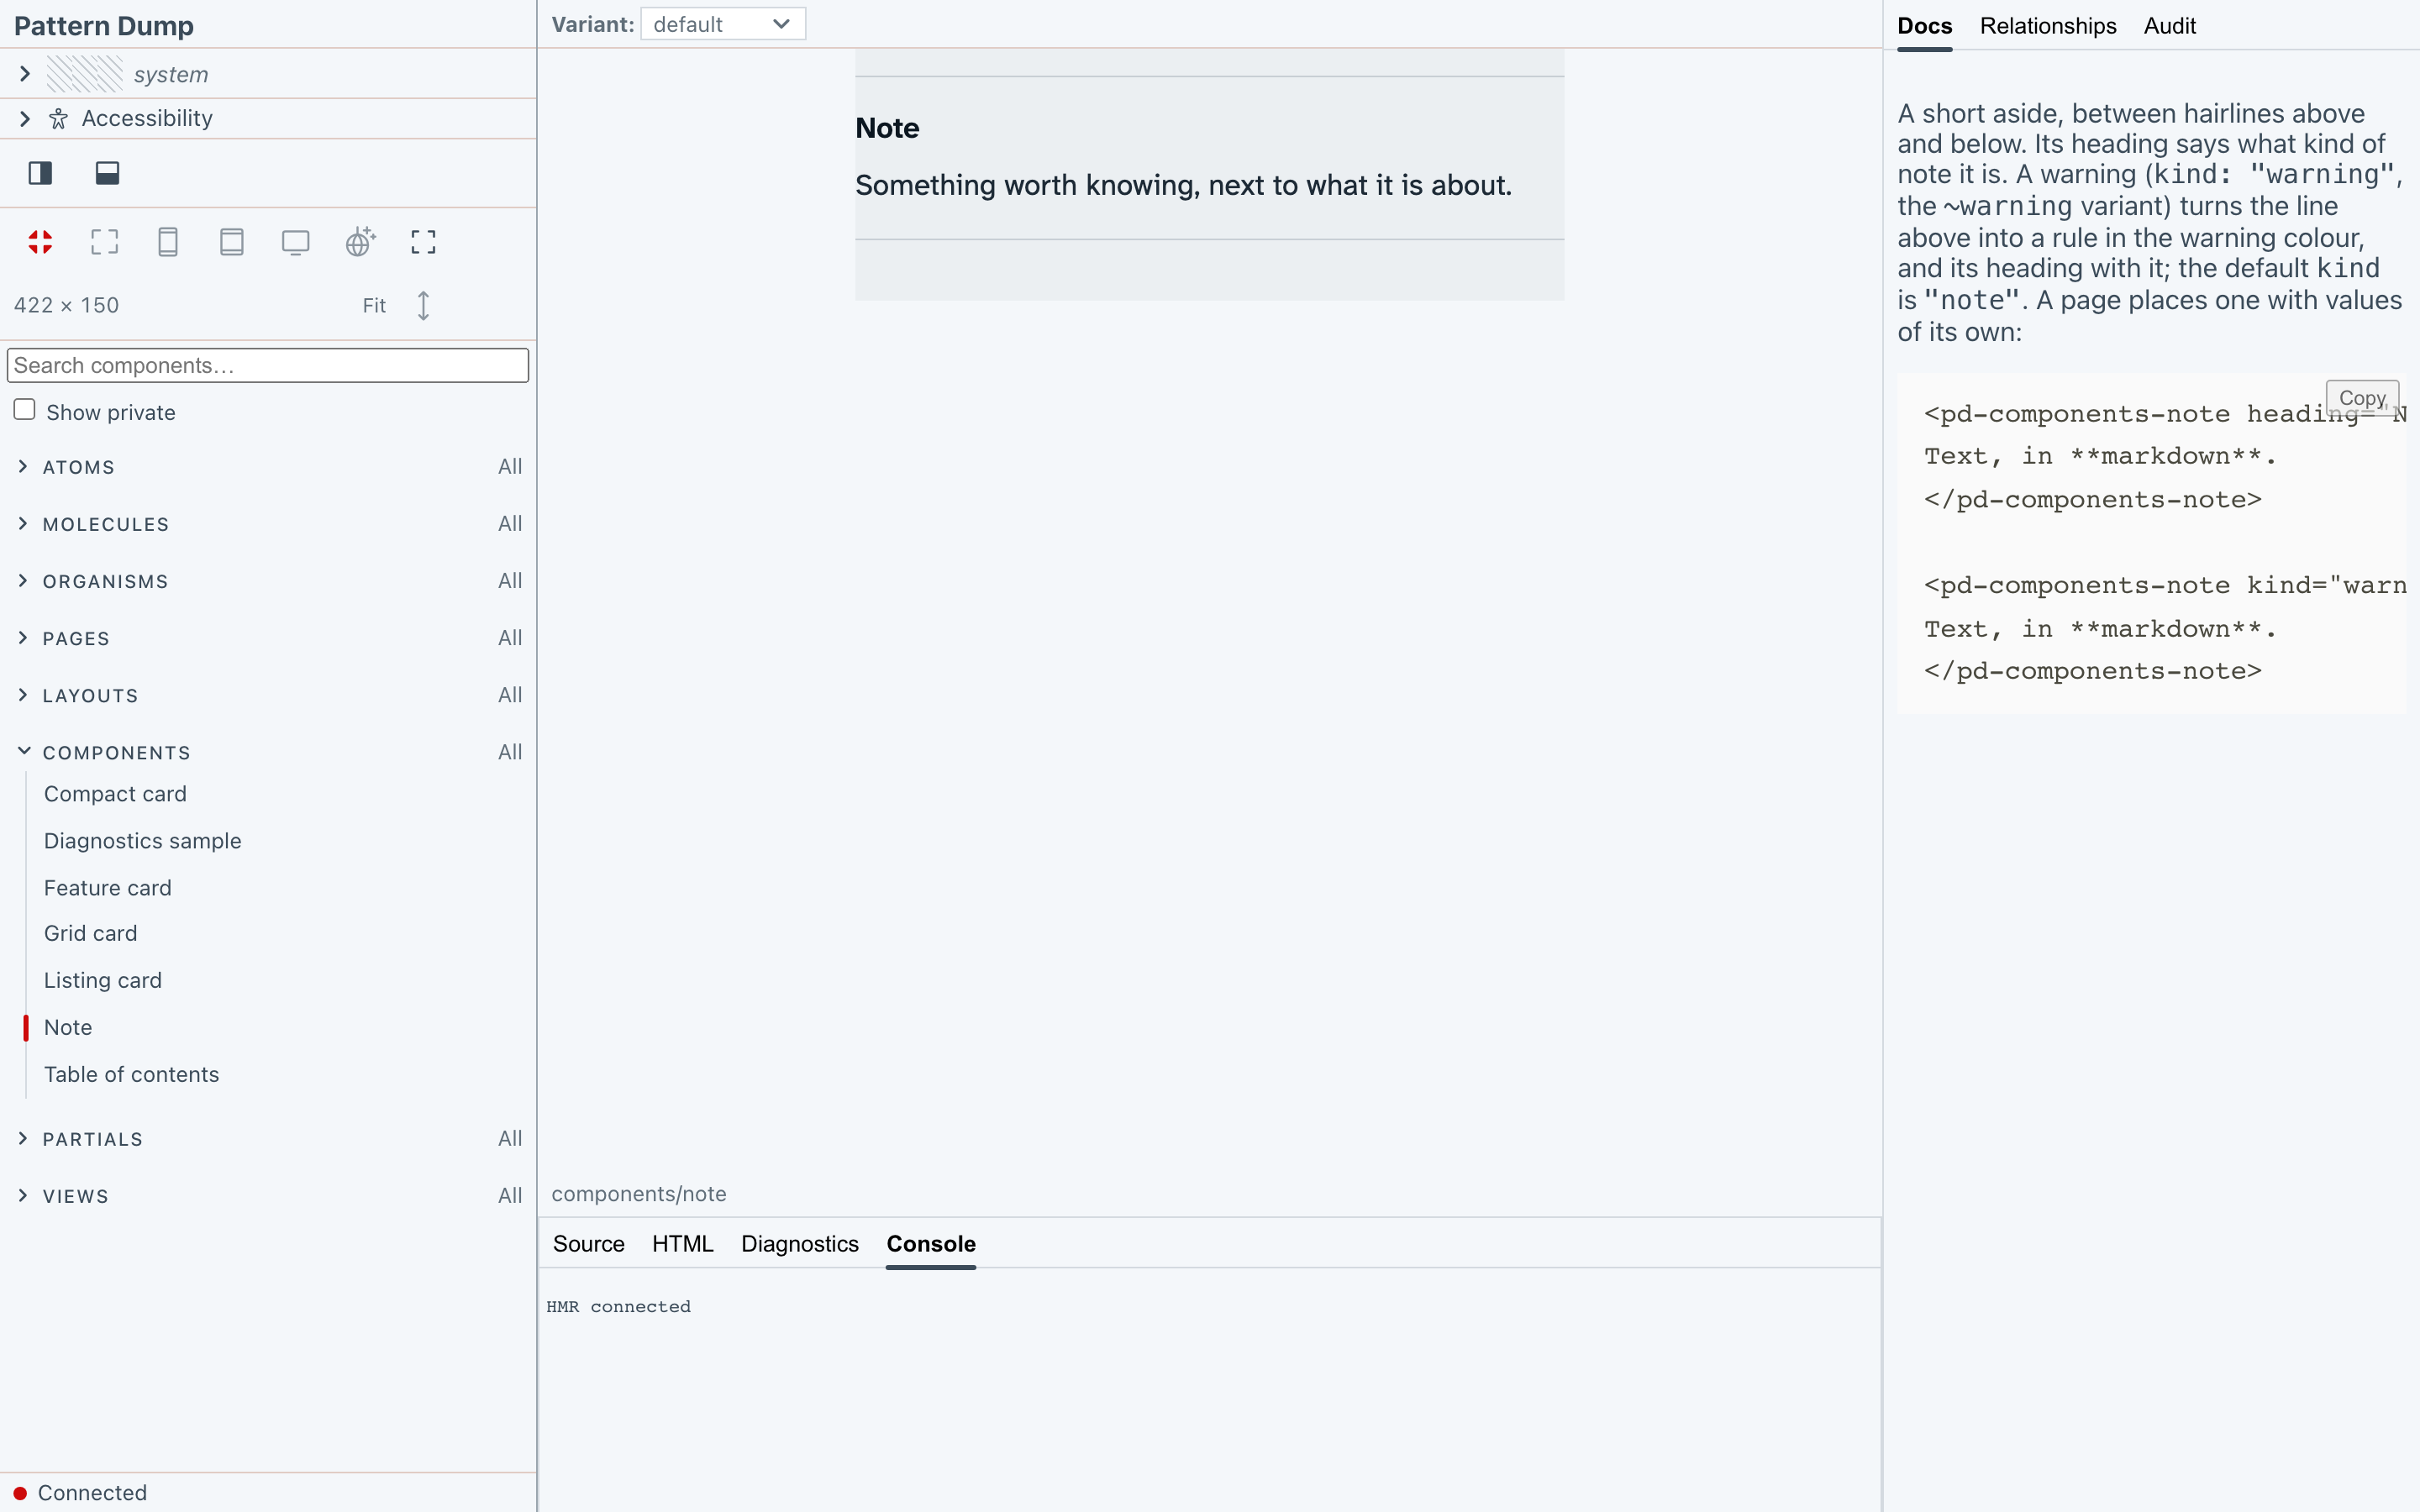 Pattern Dump
system
Accessibility
422 × 150
Fit
Search components…
Show private
ATOMS All
MOLECULES All
ORGANISMS All
PAGES All
LAYOUTS All
COMPONENTS All
Compact card
Diagnostics sample
Feature card
Grid card
Listing card
Note
Table of contents
PARTIALS All
VIEWS All
Connected
Variant: default
Note
Something worth knowing, next to what it is about.
components/note
Source HTML Diagnostics Console
HMR connected
Docs Relationships Audit
A short aside, between hairlines above
and below. Its heading says what kind of
note it is. A warning (kind: "warning",
the ~warning variant) turns the line
above into a rule in the warning colour,
and its heading with it; the default kind
is "note". A page places one with values
of its own:
Copy
<pd-components-note heading="N
Text, in **markdown**.
</pd-components-note>
<pd-components-note kind="warn
Text, in **markdown**.
</pd-components-note>